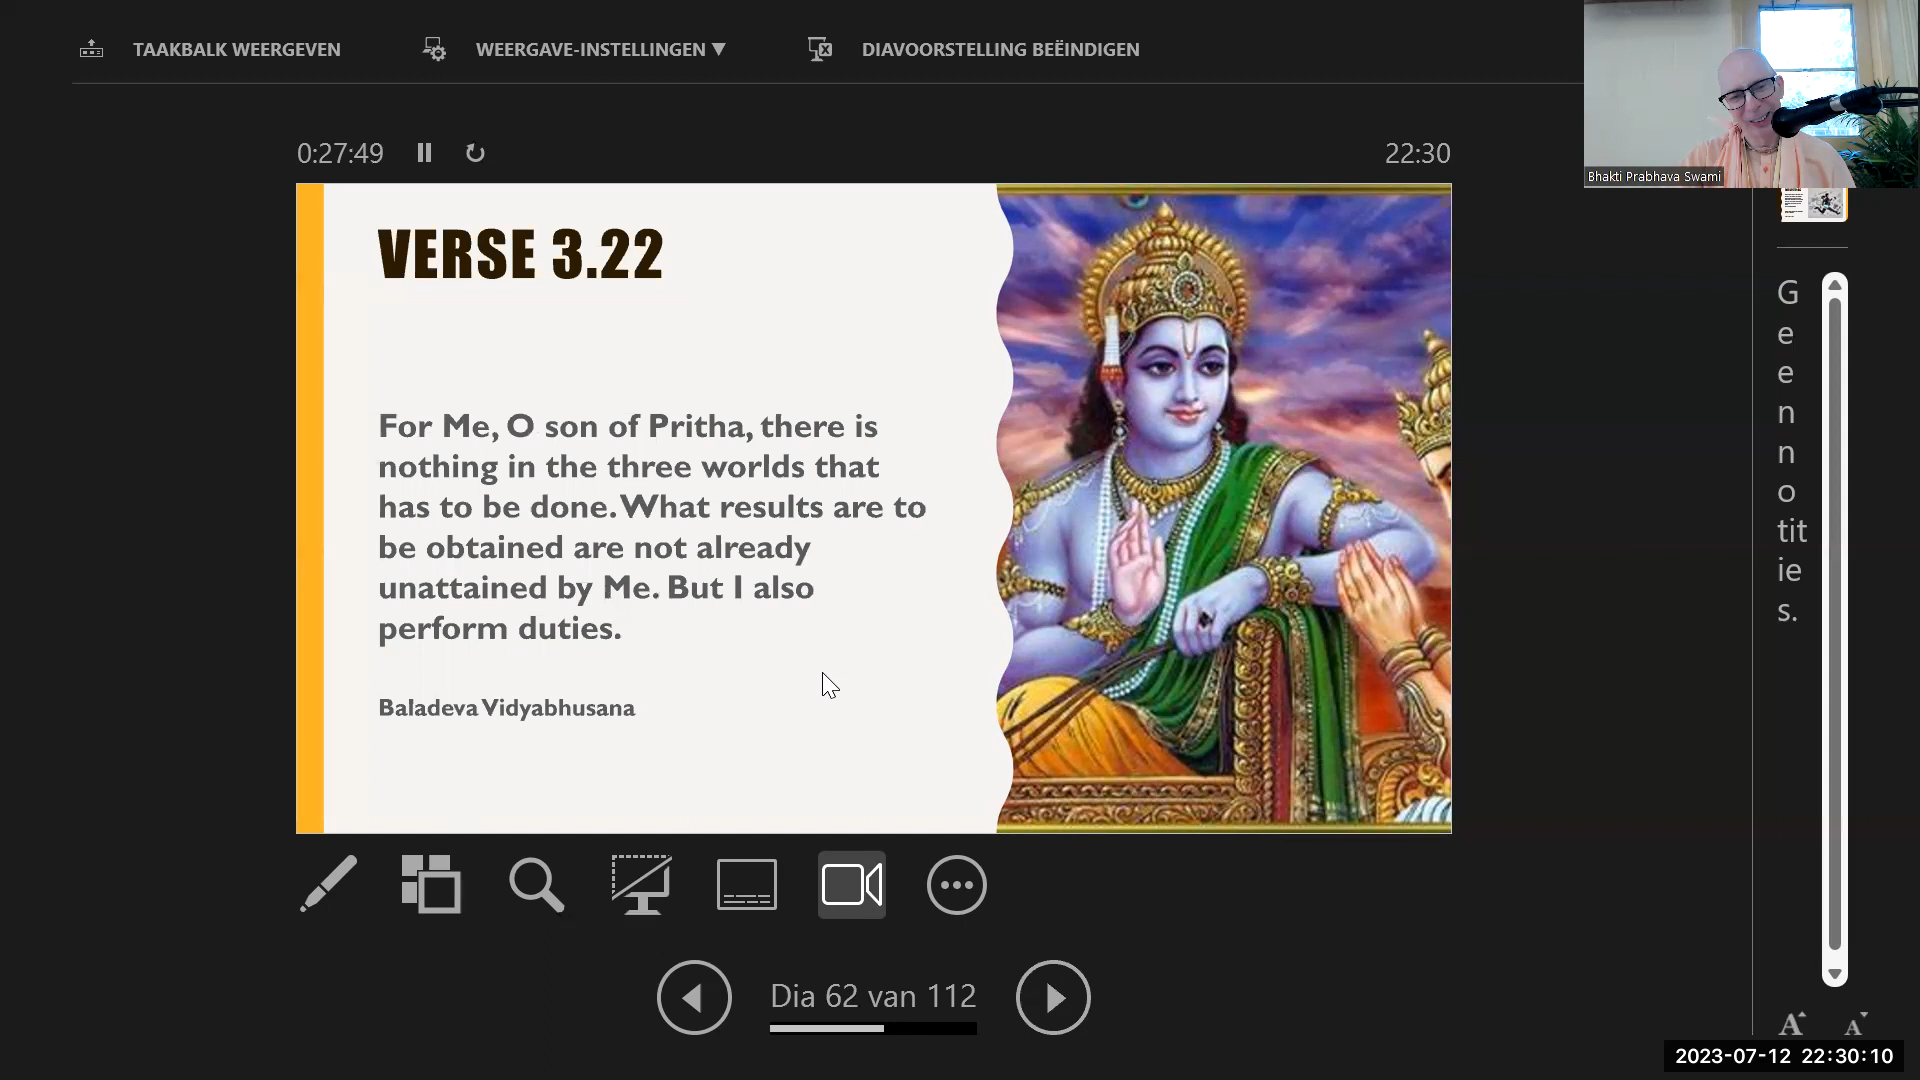 TAAKBALK WEERGEVEN
WEERGAVE-INSTELLINGEN ▼
DIAVOORSTELLING BEËINDIGEN
Bhakti Prabhava Swami
0:27:49
22:30
VERSE 3.22
For Me, O son of Pritha, there is
nothing in the three worlds that
has to be done. What results are to
be obtained are not already
unattained by Me. But I also
perform duties.
Baladeva Vidyabhusana
G
e
e
n
n
o
tit
ie
s.
Dia 62 van 112
A A
2023-07-12 22:30:10